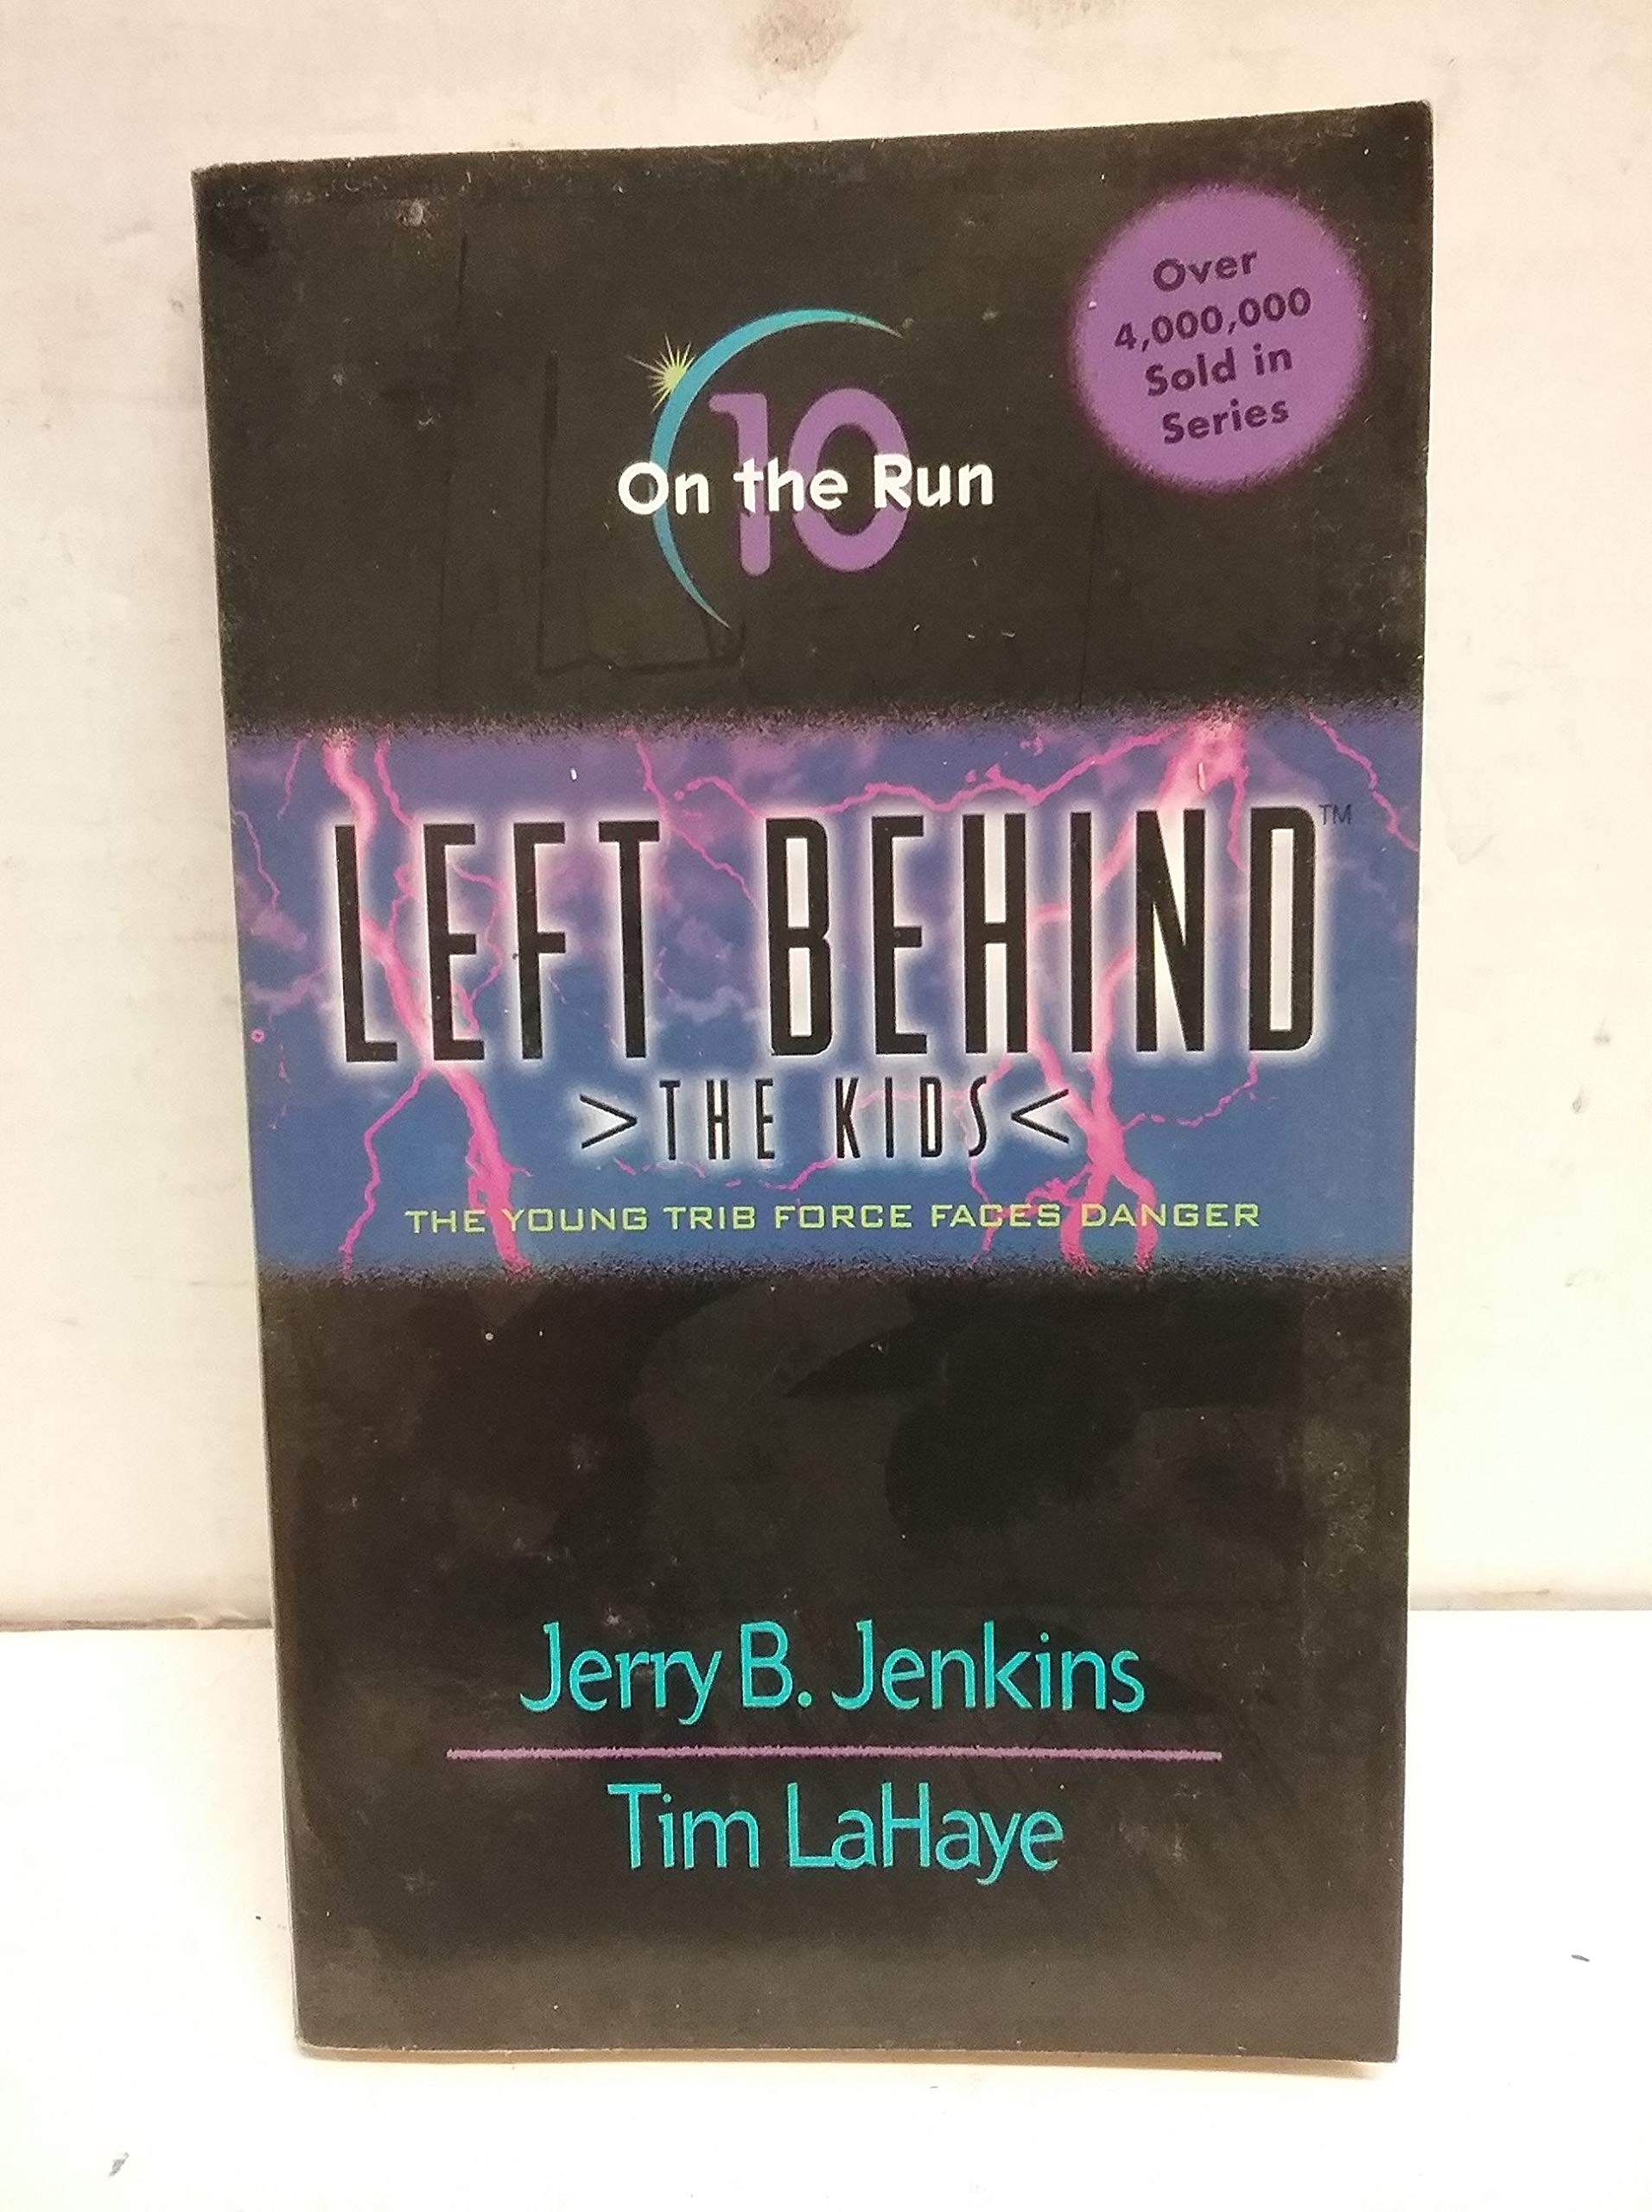 Over
4,000,000
Sold in
Series
10
On the Run
LEFT BEHIND™
>THE KIDS<
THE YOUNG TRIB FORCE FACES DANGER
Jerry B. Jenkins
Tim LaHaye